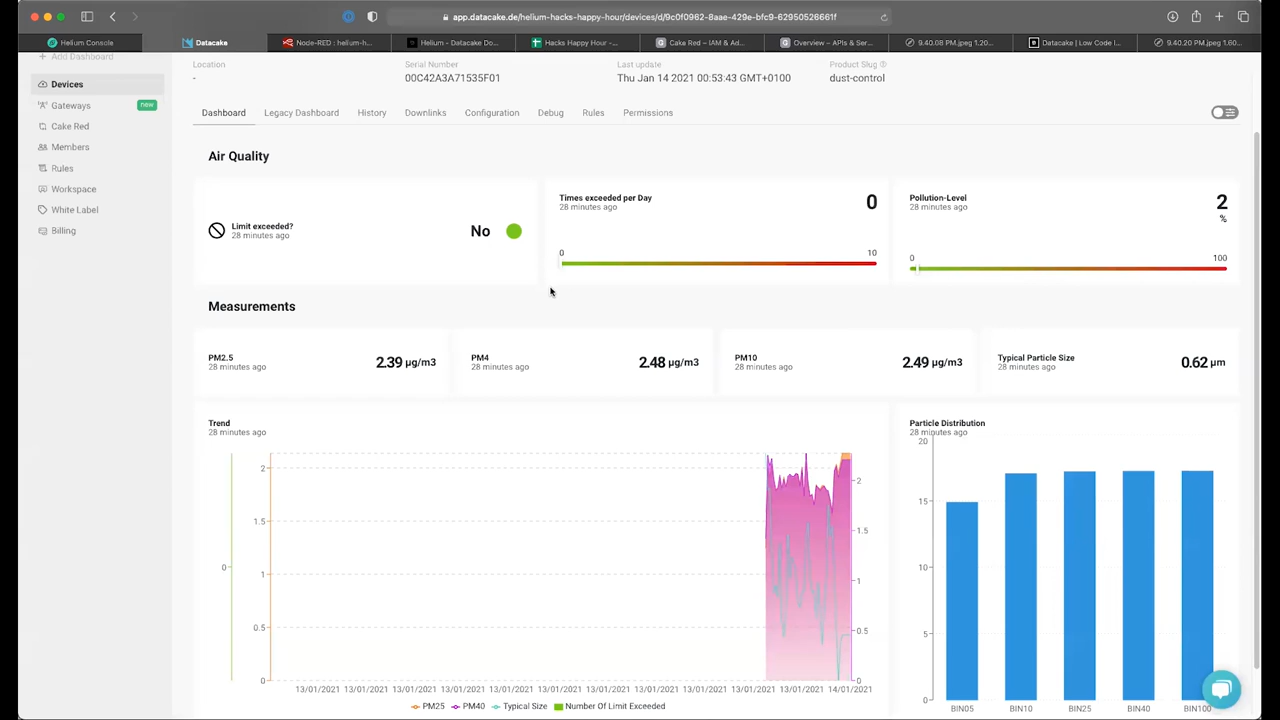 app.datacake.de/helium-hacks-happy-hour/devices/d/9c0f0962-8aae-429e-bfc9-62950526661f
Helium Console
Datacake
Node-RED : helium-h...
Helium - Datacake Do...
Hacks Happy Hour -...
Cake Red – IAM & Ad...
Overview – APIs & Ser...
9.40.08 PM.jpeg 1.20...
Datacake | Low Code I...
9.40.20 PM.jpeg 1.60...
+ Add Dashboard
Devices
Gateways new
Cake Red
Members
Rules
Workspace
White Label
Billing
Location
-
Serial Number
00C42A3A71535F01
Last update
Thu Jan 14 2021 00:53:43 GMT+0100
Product Slug
dust-control
Dashboard Legacy Dashboard History Downlinks Configuration Debug Rules Permissions
Air Quality
Limit exceeded?
28 minutes ago
No
Times exceeded per Day
28 minutes ago
0
0 10
Pollution-Level
28 minutes ago
2
%
0 100
Measurements
PM2.5
28 minutes ago
2.39 µg/m3
PM4
28 minutes ago
2.48 µg/m3
PM10
28 minutes ago
2.49 µg/m3
Typical Particle Size
28 minutes ago
0.62 µm
Trend
28 minutes ago
0
2
1.5
1
0.5
0
2
1.5
1
0.5
0
13/01/2021 13/01/2021 13/01/2021 13/01/2021 13/01/2021 13/01/2021 13/01/2021 13/01/2021 13/01/2021 13/01/2021 13/01/2021 14/01/2021
PM25 PM40 Typical Size Number Of Limit Exceeded
Particle Distribution
28 minutes ago
20
15
10
5
0
BIN05 BIN10 BIN25 BIN40 BIN100